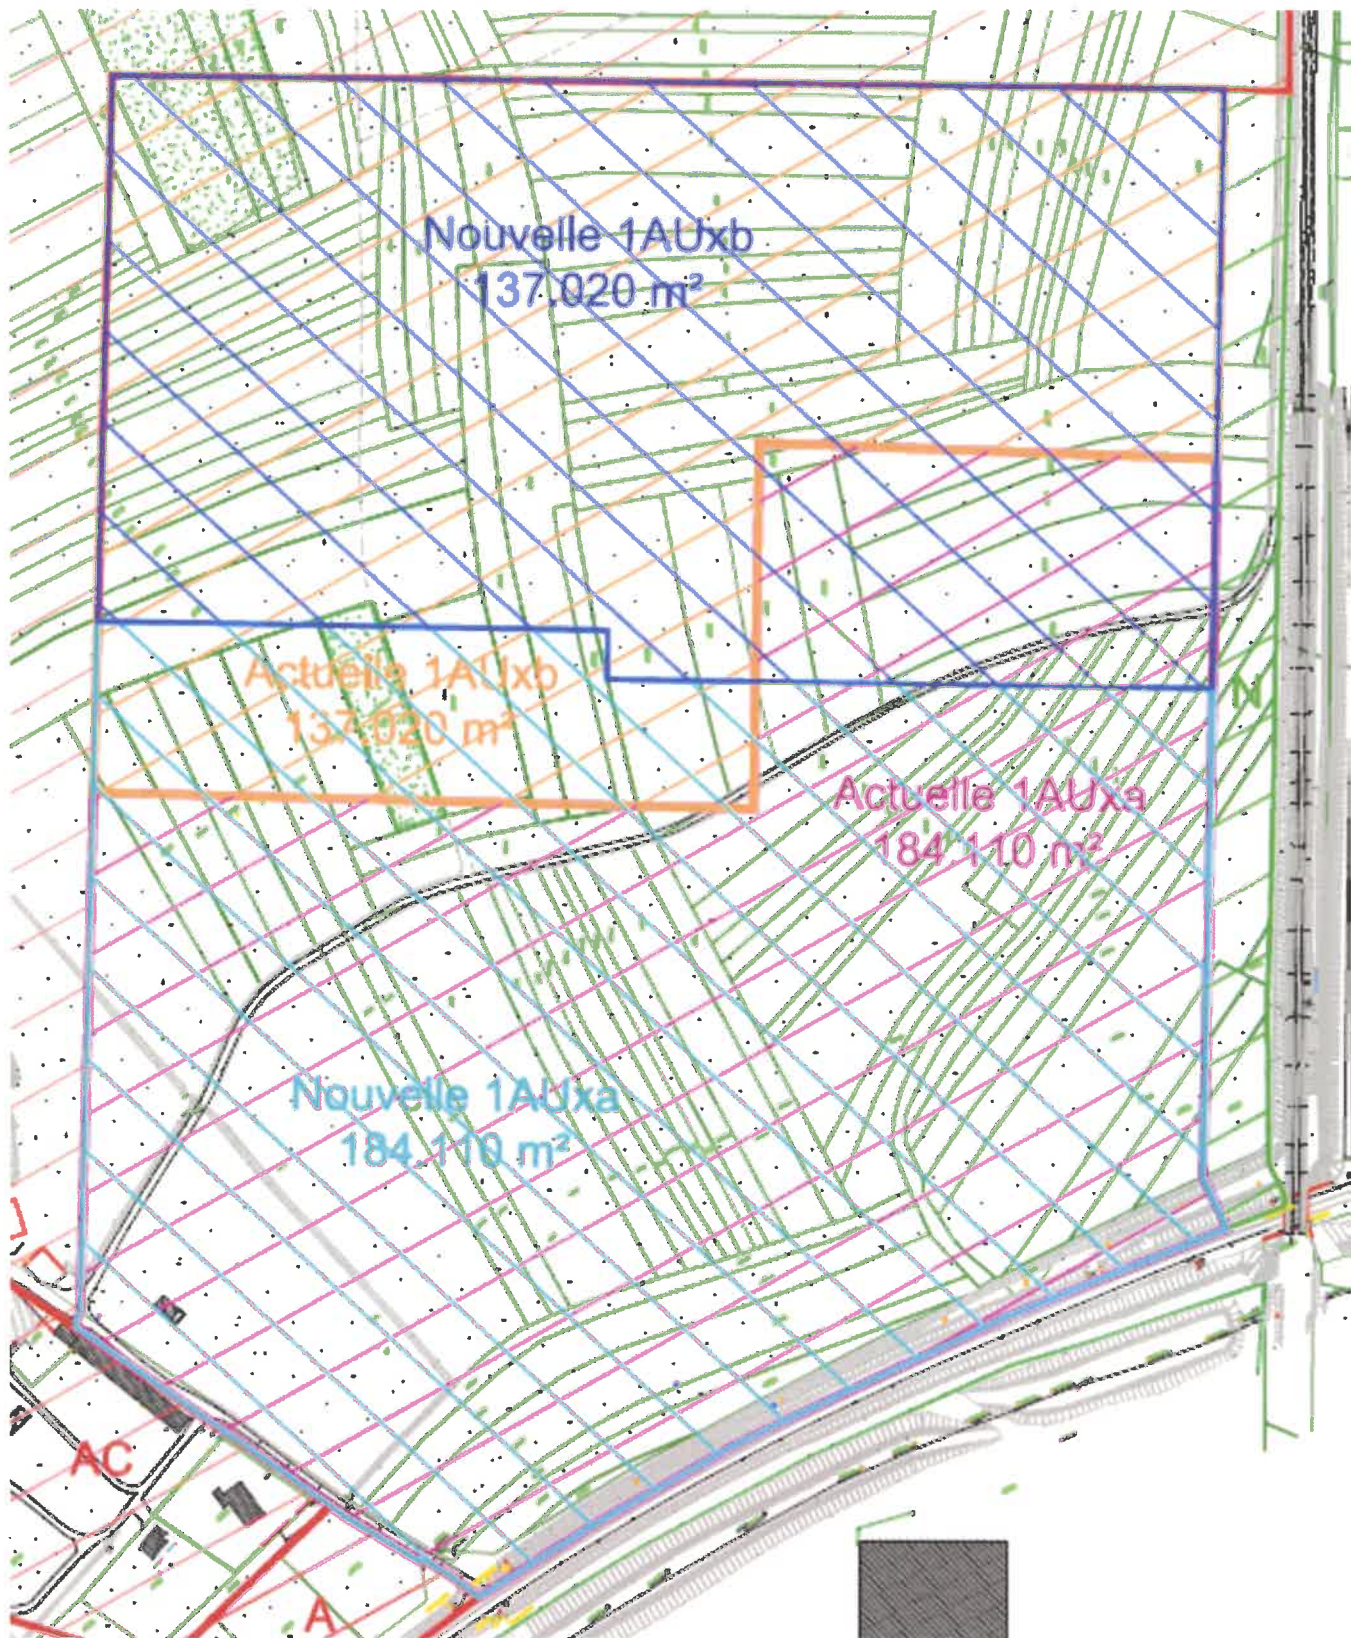 Nouvelle 1AUxb
137.020 m²
Actuelle 1AUxb
137.020 m²
N
Actuelle 1AUxa
184.110 m²
Nouvelle 1AUxa
184.110 m²
AC
A